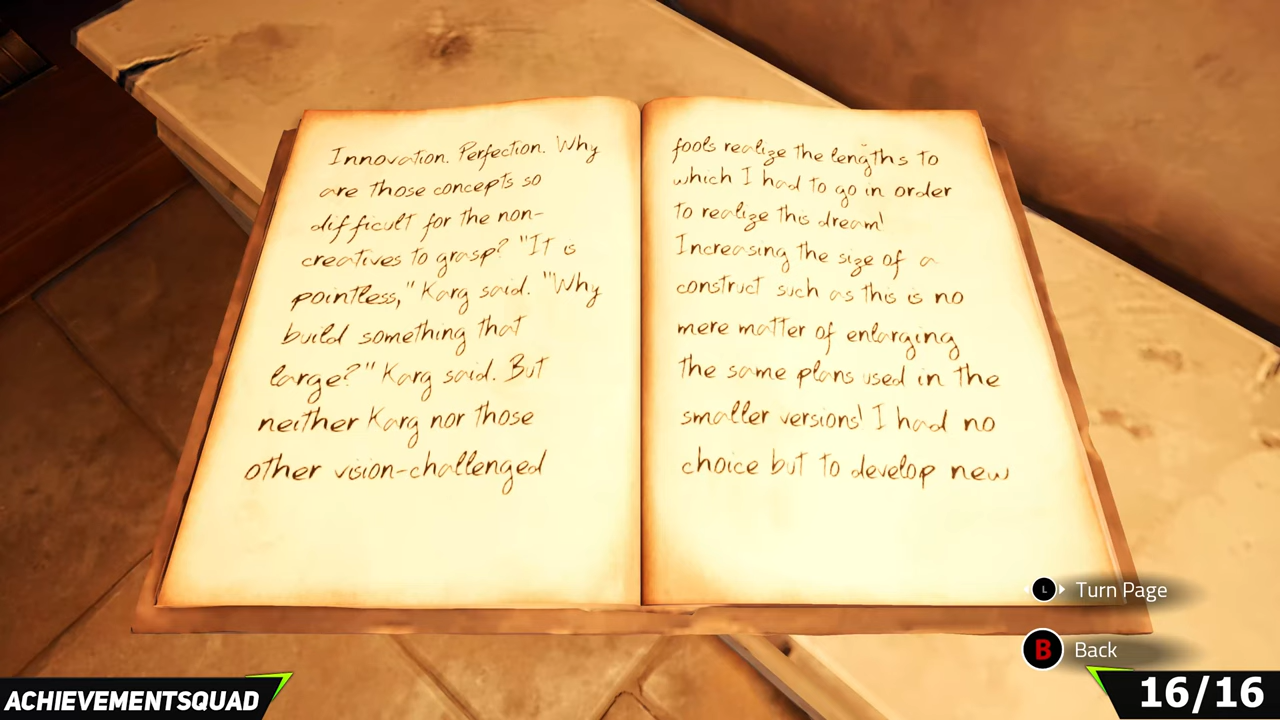 Innovation. Perfection. Why
are those concepts so
difficult for the non-
creatives to grasp? "It is
pointless," Karg said. "Why
build something that
large?" Karg said. But
neither Karg nor those
other vision-challenged
fools realize the lengths to
which I had to go in order
to realize this dream!
Increasing the size of a
construct such as this is no
mere matter of enlarging
the same plans used in the
smaller versions! I had no
choice but to develop new
L Turn Page
B Back
ACHIEVEMENTSQUAD
16/16